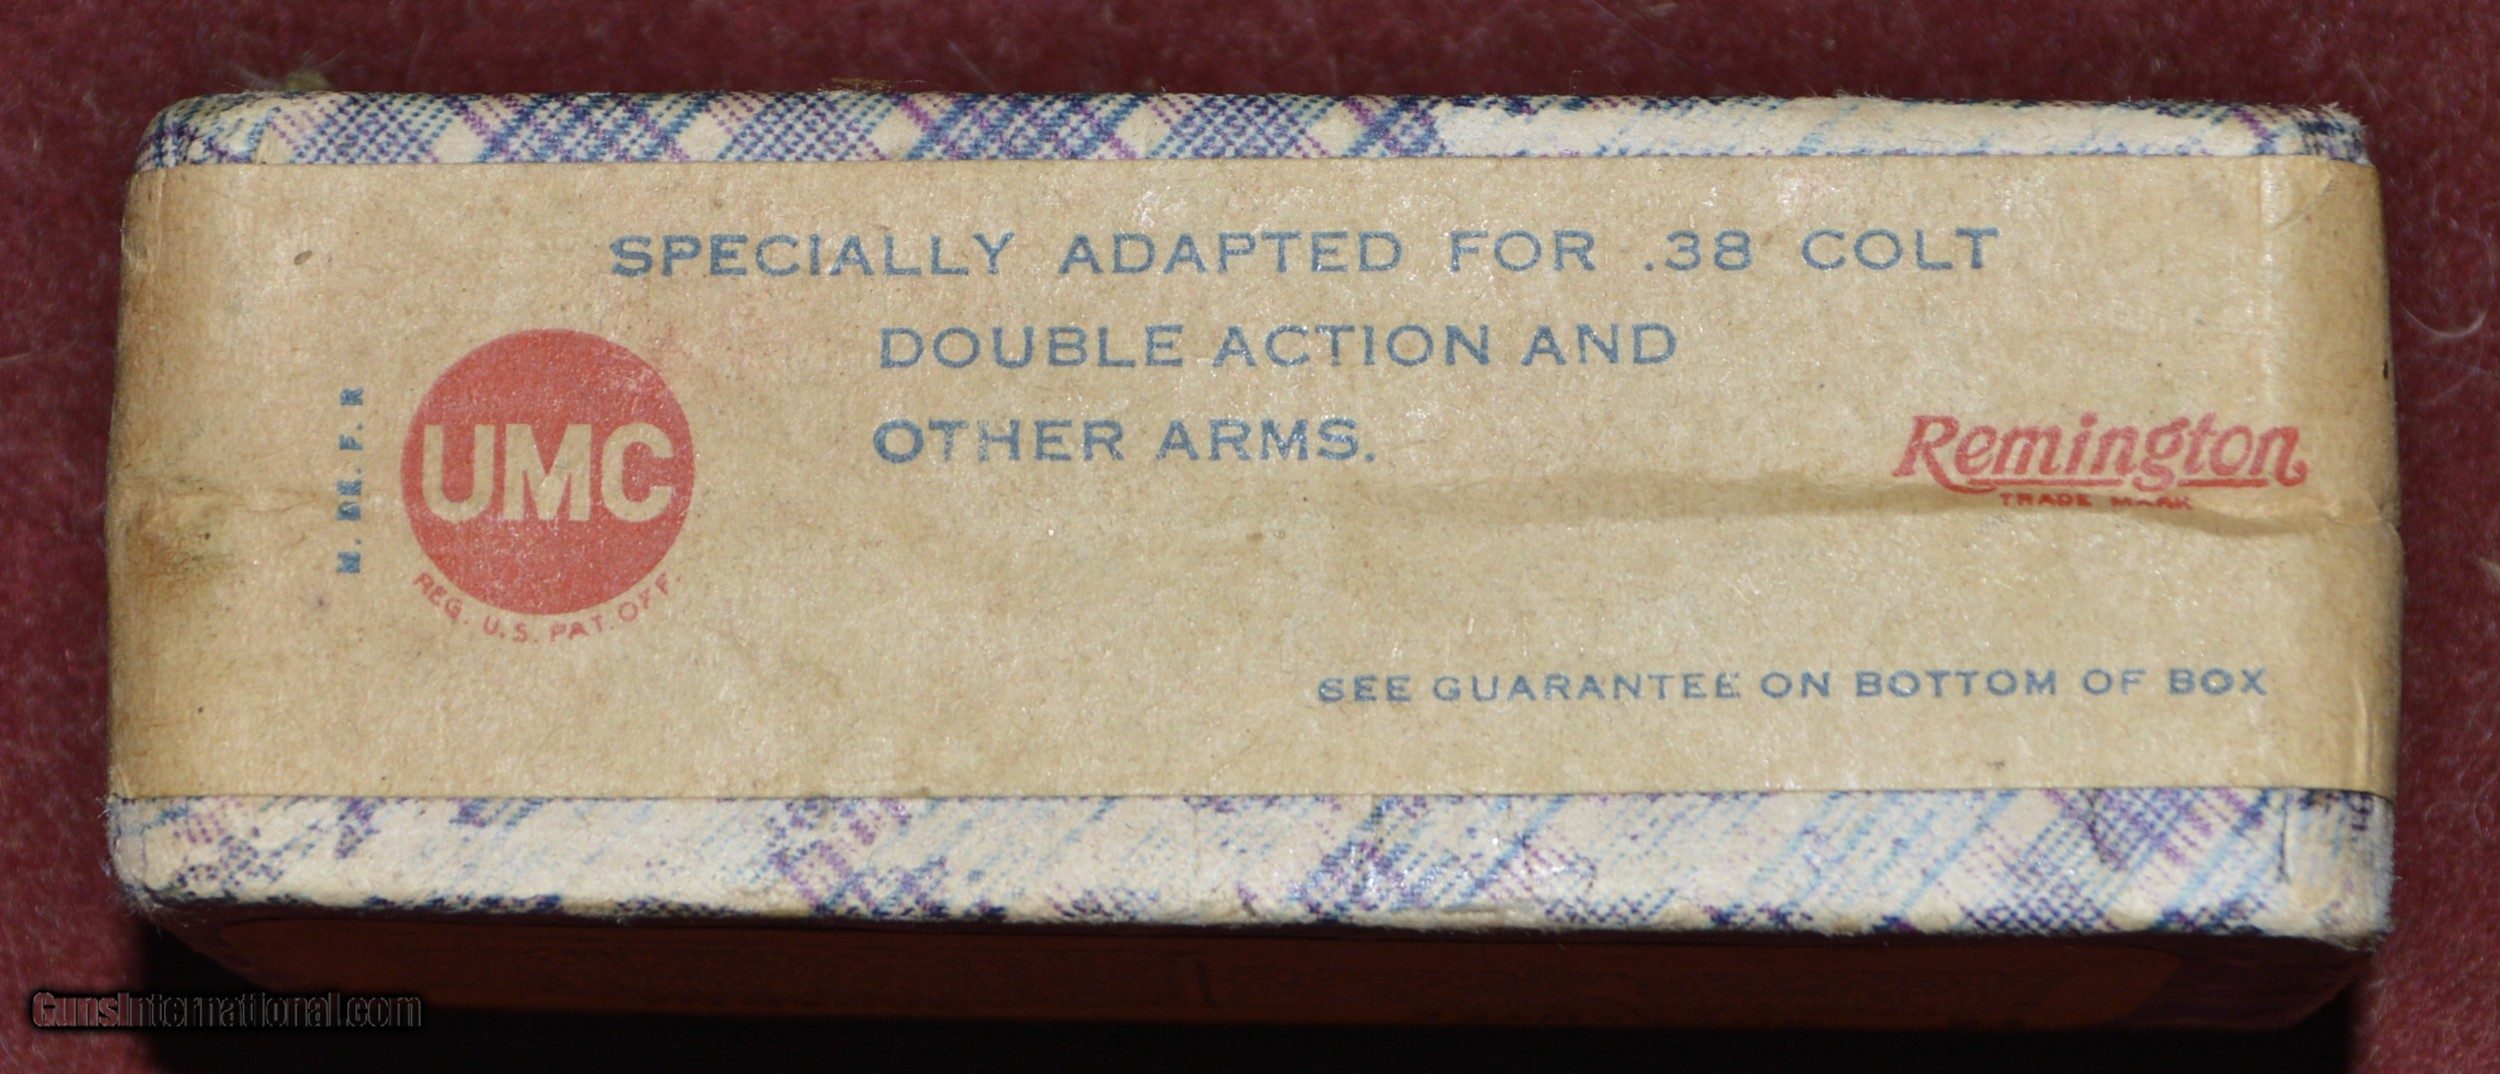 SPECIALLY ADAPTED FOR .38 COLT
DOUBLE ACTION AND
OTHER ARMS.
UMC
REG. U.S. PAT. OFF.
Remington
TRADE MARK
SEE GUARANTEE ON BOTTOM OF BOX
GunsInternational.com